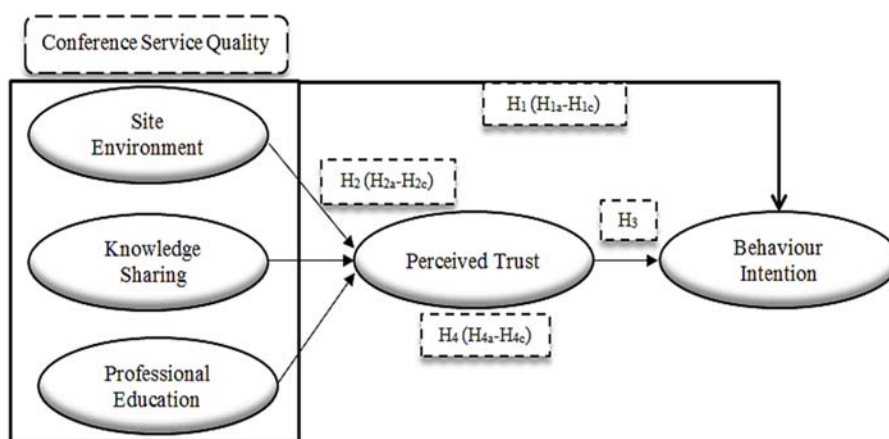 Conference Service Quality
Site
Environment
H1 (H1a-H1c)
H2 (H2a-H2c)
Knowledge
Sharing
Perceived Trust
H3
Behaviour
Intention
H4 (H4a-H4c)
Professional
Education